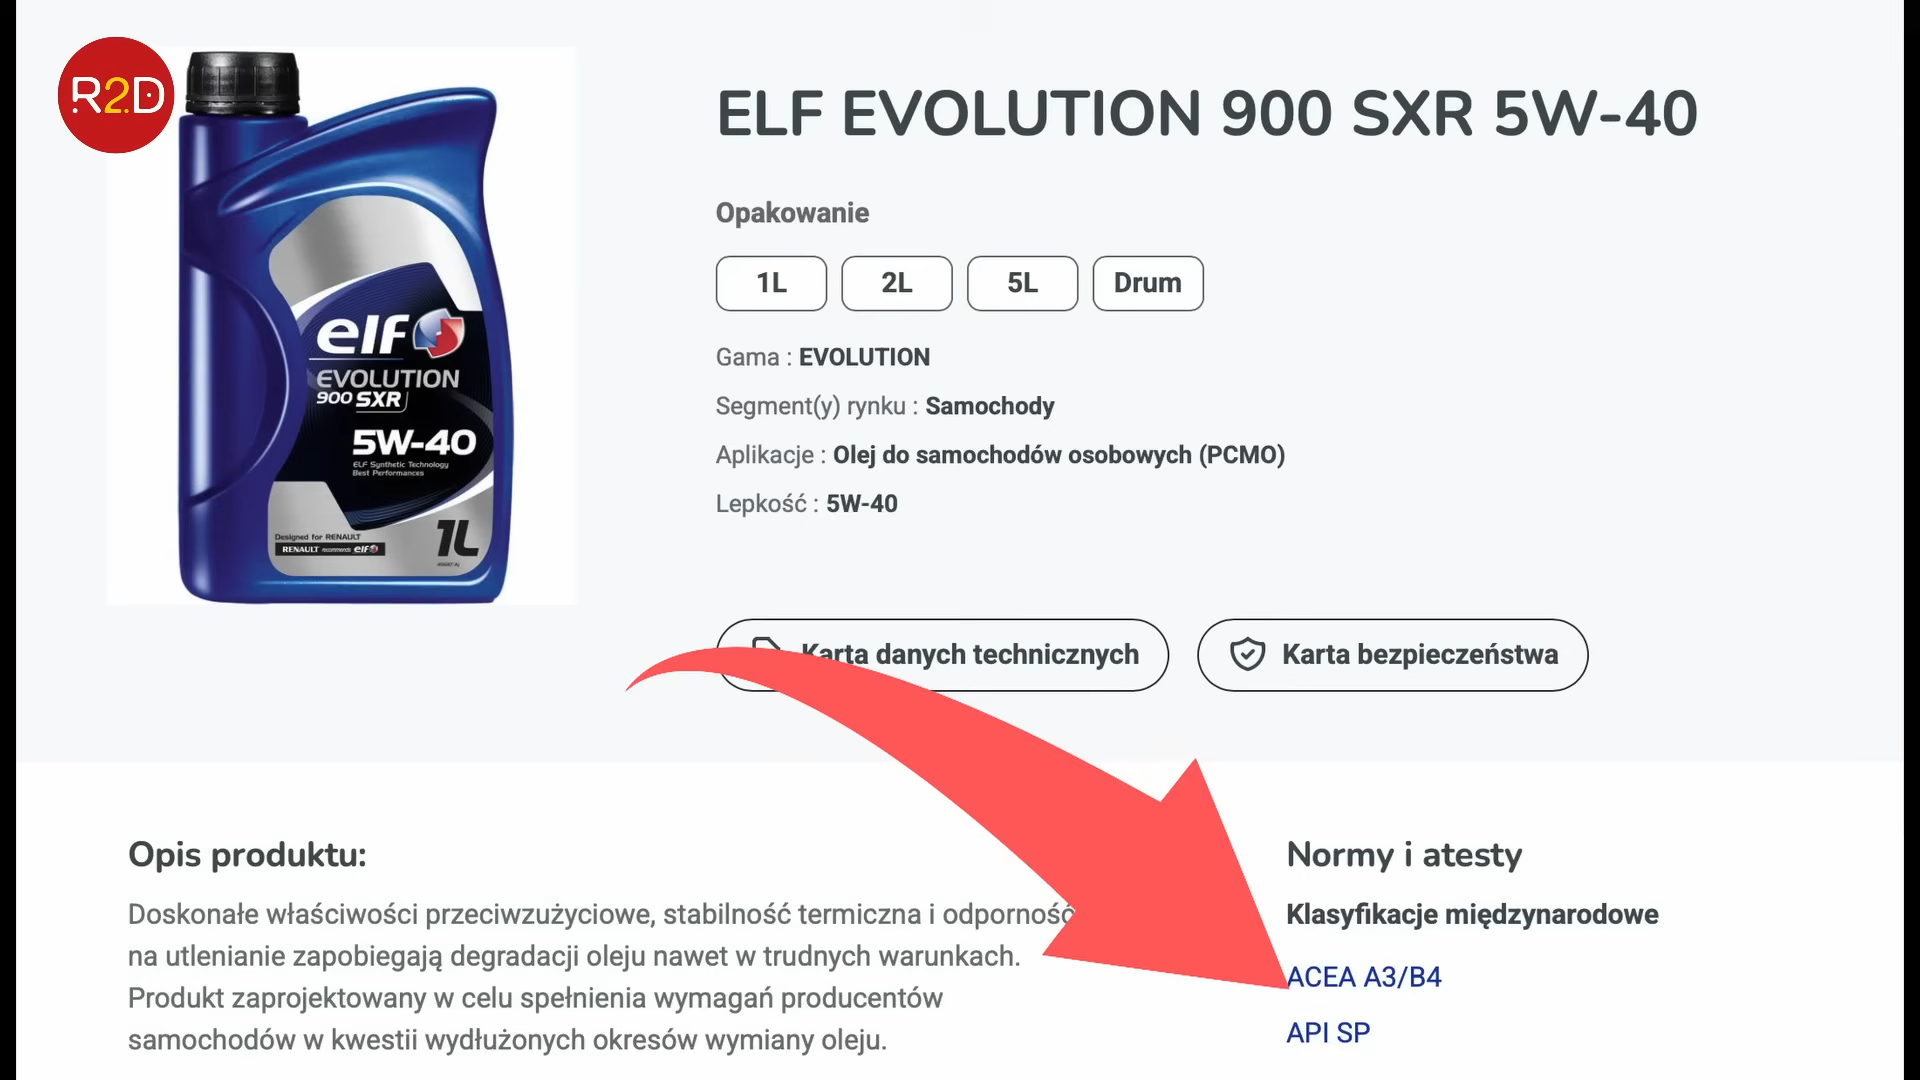 R2D
ELF EVOLUTION 900 SXR 5W-40
Opakowanie
1L 2L 5L Drum
Gama : EVOLUTION
Segment(y) rynku : Samochody
Aplikacje : Olej do samochodów osobowych (PCMO)
Lepkość : 5W-40
elf
EVOLUTION
900 SXR
5W-40
ELF Synthetic Technology
Best Performances
1L
Designed for RENAULT
RENAULT recommends elf
Karta danych technicznych
Karta bezpieczeństwa
Opis produktu:
Doskonałe właściwości przeciwzużyciowe, stabilność termiczna i odporność
na utlenianie zapobiegają degradacji oleju nawet w trudnych warunkach.
Produkt zaprojektowany w celu spełnienia wymagań producentów
samochodów w kwestii wydłużonych okresów wymiany oleju.
Normy i atesty
Klasyfikacje międzynarodowe
ACEA A3/B4
API SP